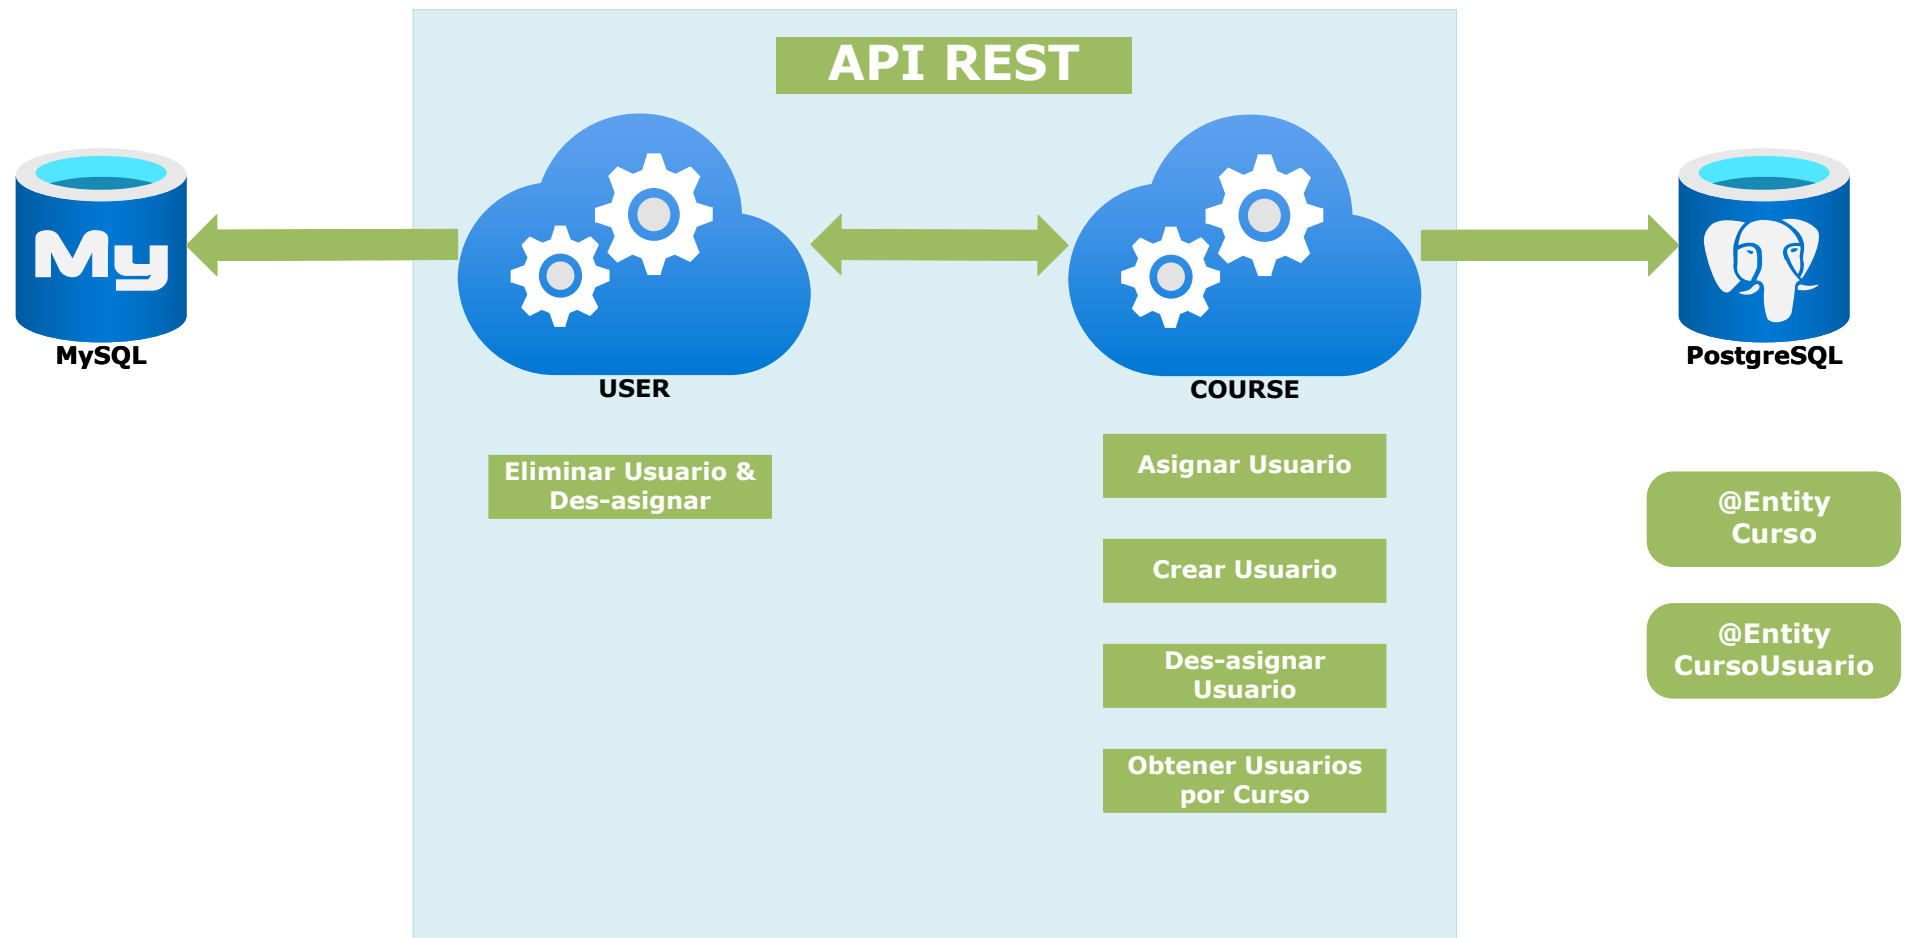 API REST
My
MySQL
USER
COURSE
PostgreSQL
Eliminar Usuario &
Des-asignar
Asignar Usuario
Crear Usuario
Des-asignar
Usuario
Obtener Usuarios
por Curso
@Entity
Curso
@Entity
CursoUsuario